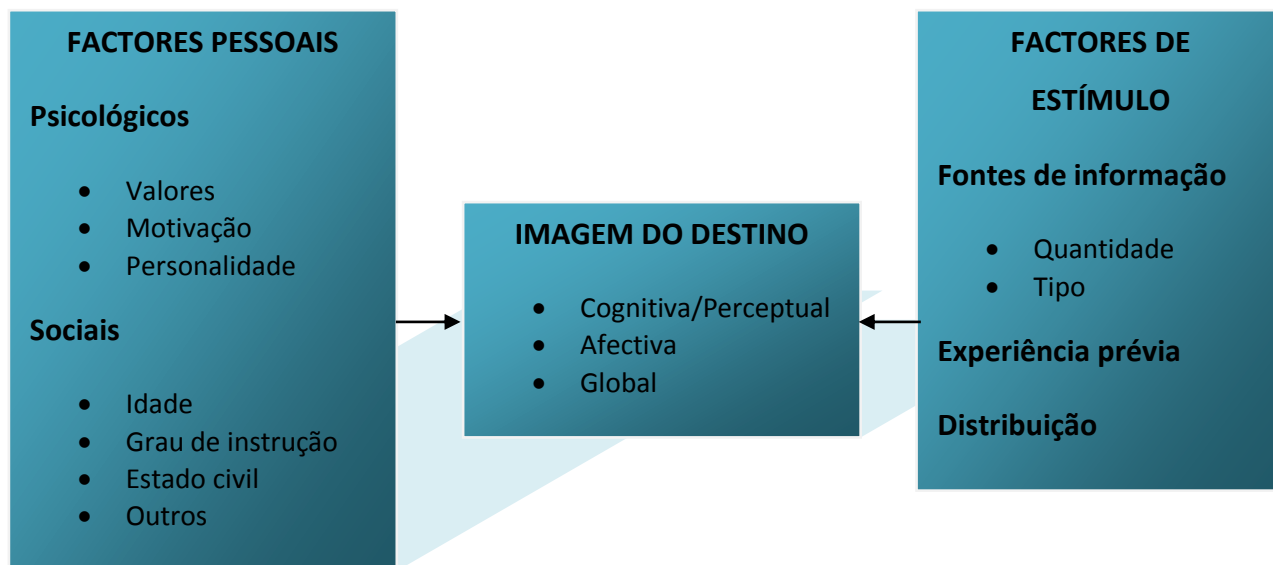 FACTORES PESSOAIS
Psicológicos
• Valores
• Motivação
• Personalidade
Sociais
• Idade
• Grau de instrução
• Estado civil
• Outros
IMAGEM DO DESTINO
• Cognitiva/Perceptual
• Afectiva
• Global
FACTORES DE
ESTÍMULO
Fontes de informação
• Quantidade
• Tipo
Experiência prévia
Distribuição